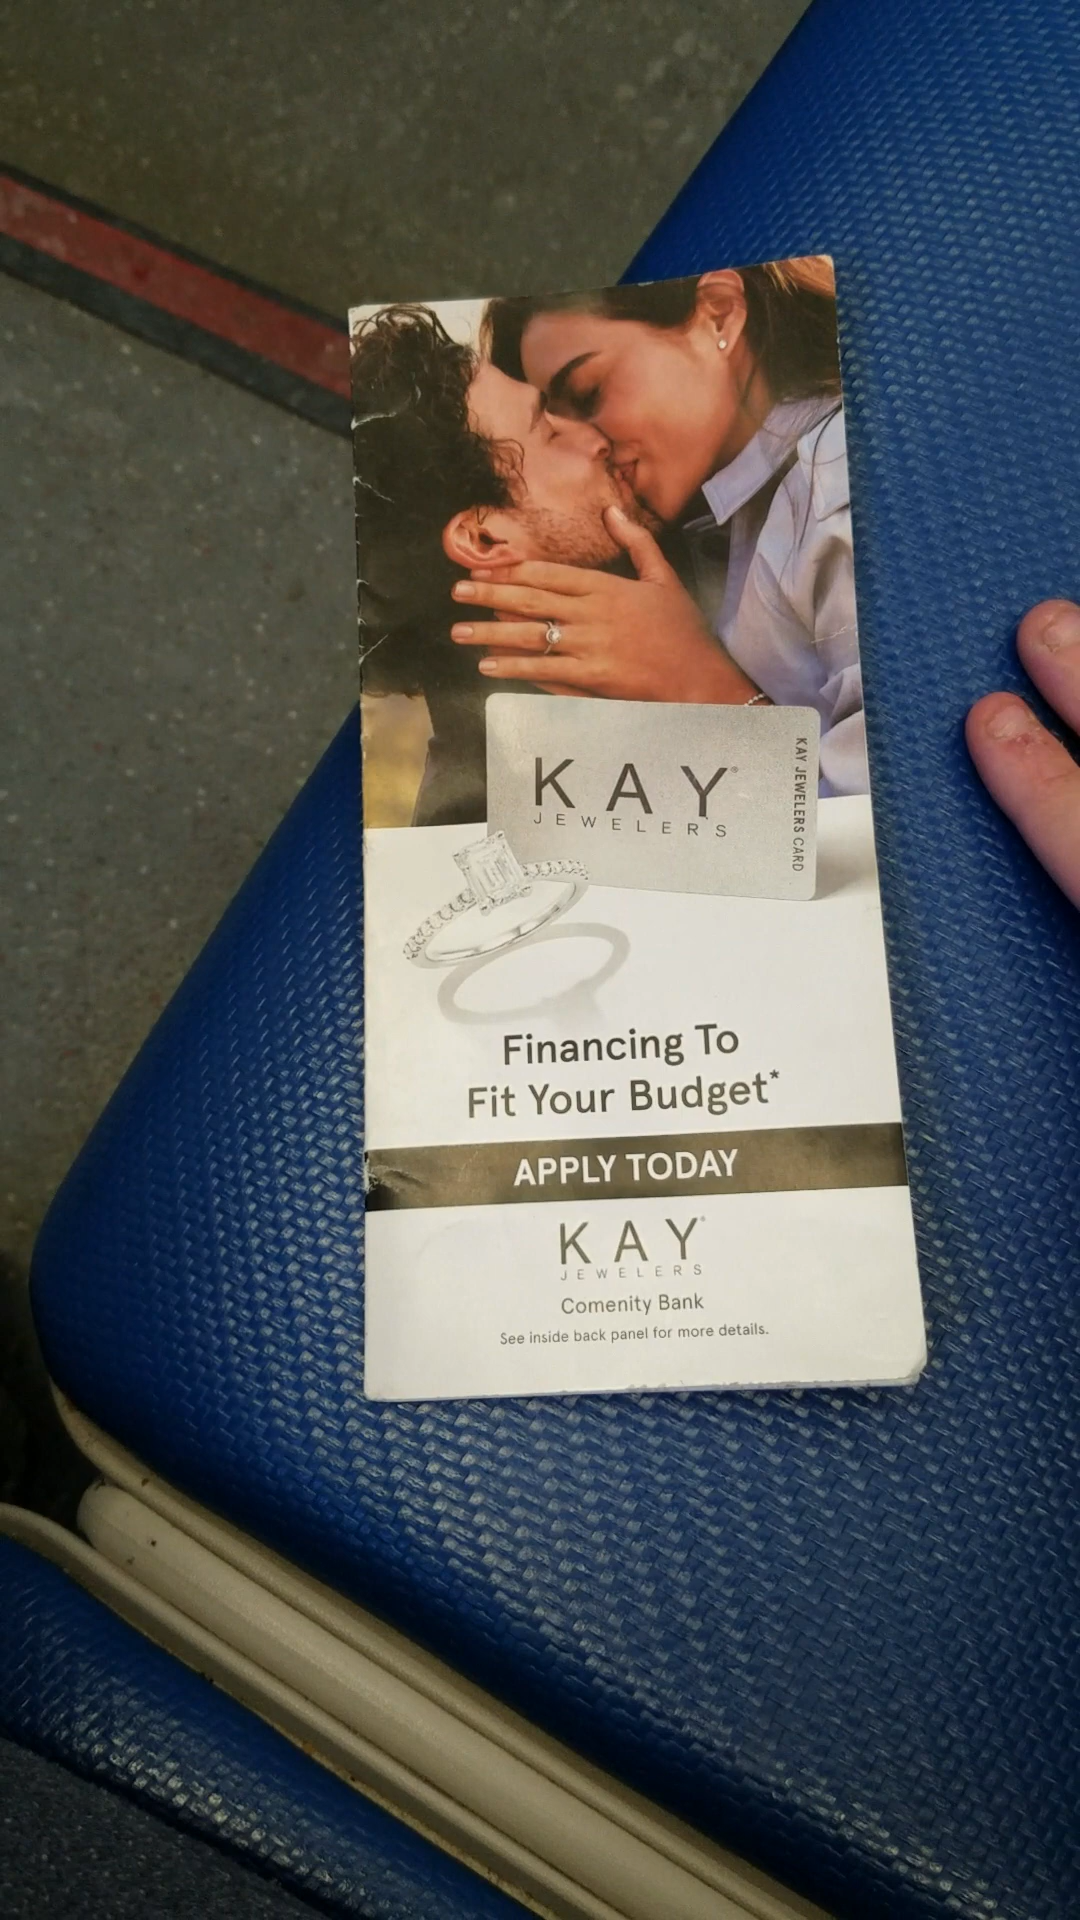 KAY®
JEWELERS
KAY JEWELERS CARD
Financing To
Fit Your Budget*
APPLY TODAY
KAY®
JEWELERS
Comenity Bank
See inside back panel for more details.